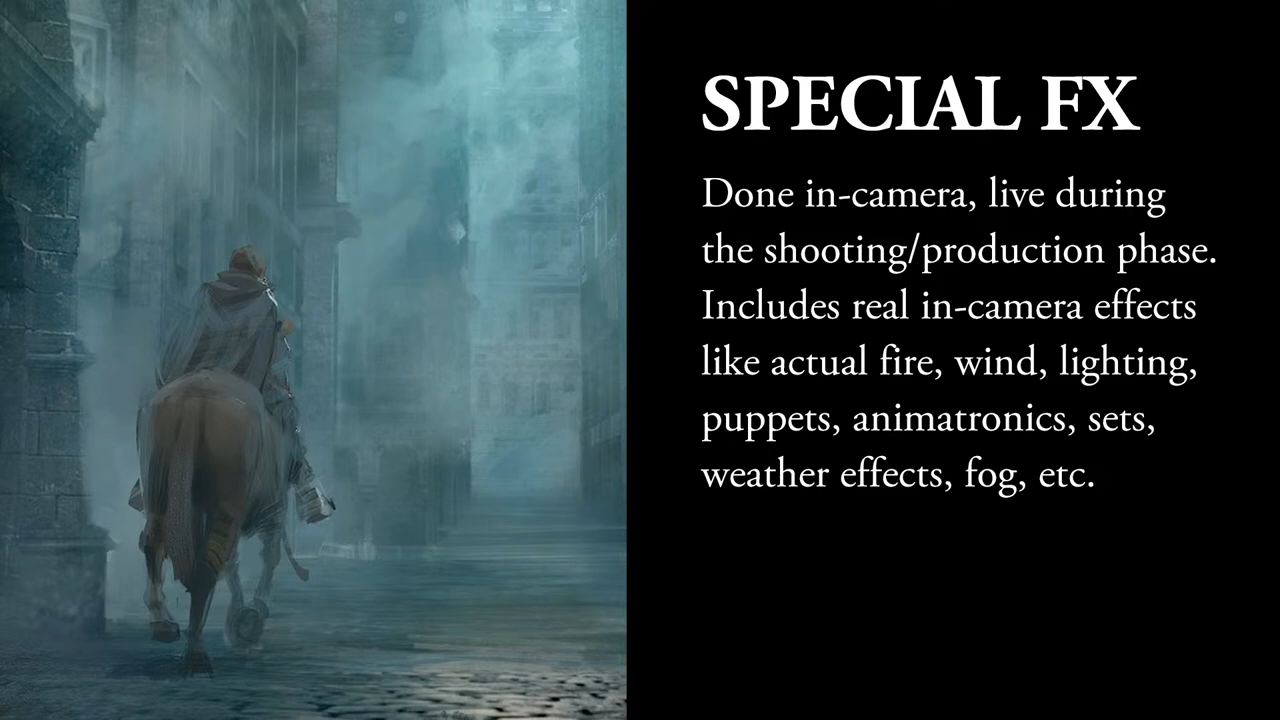 SPECIAL FX
Done in-camera, live during
the shooting/production phase.
Includes real in-camera effects
like actual fire, wind, lighting,
puppets, animatronics, sets,
weather effects, fog, etc.